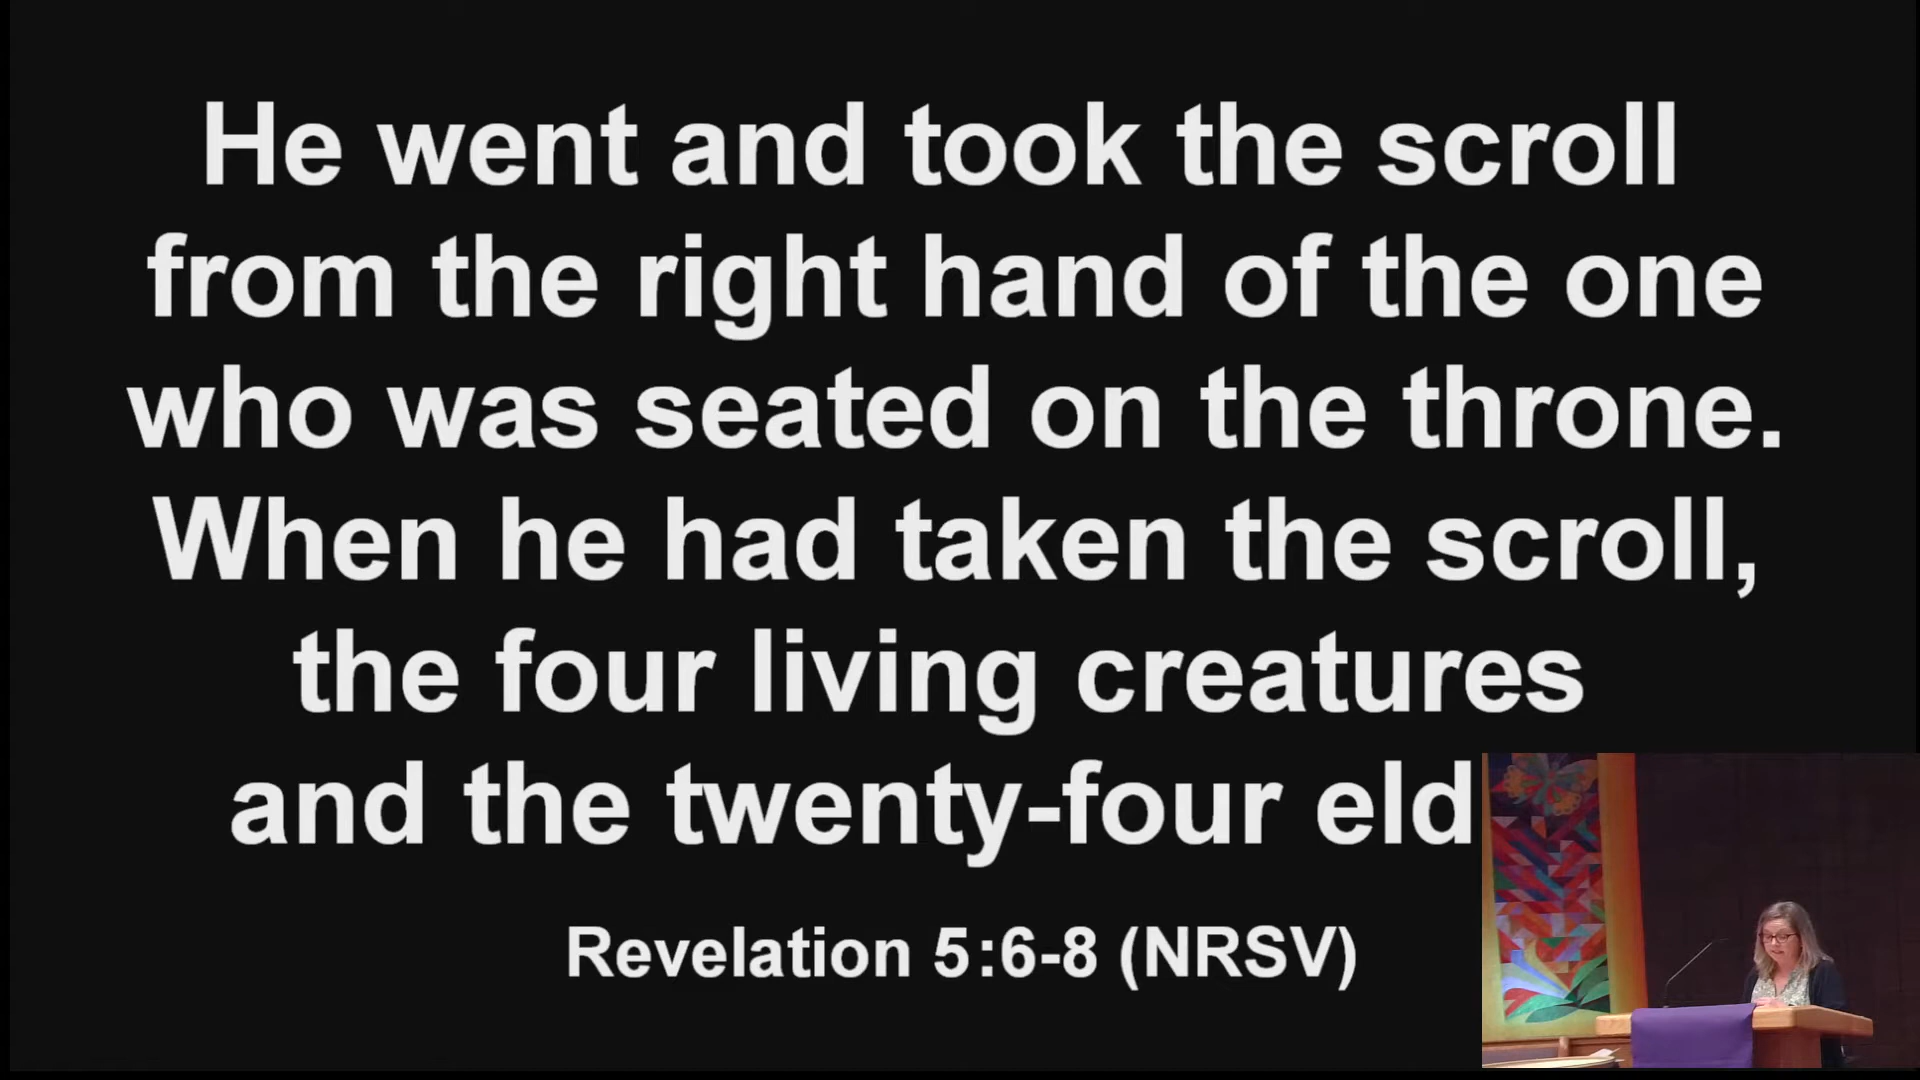 He went and took the scroll
from the right hand of the one
who was seated on the throne.
When he had taken the scroll,
the four living creatures
and the twenty-four eld
Revelation 5:6-8 (NRSV)